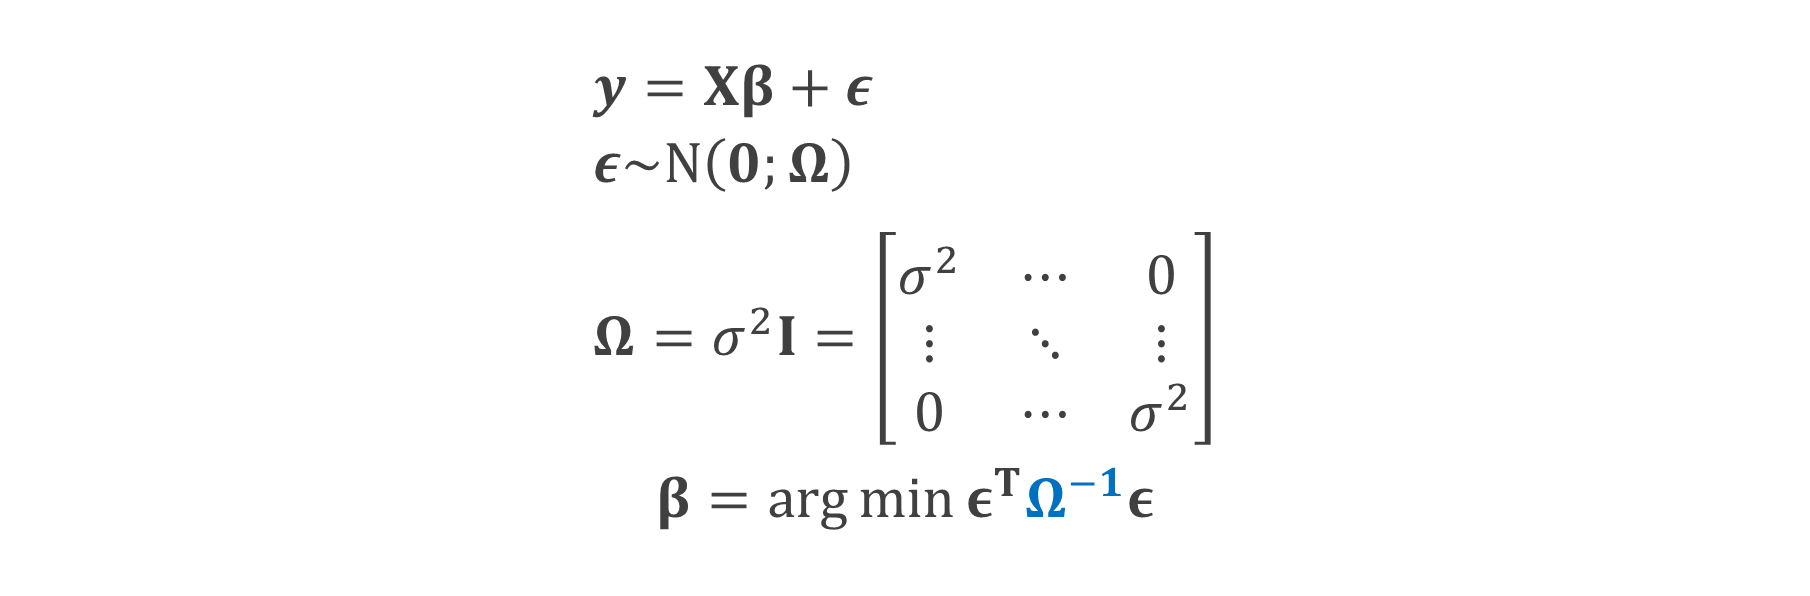 y = Xβ + ϵ
ϵ~N(0; Ω)
Ω = σ²I = [σ² ⋯ 0
⋮ ⋱ ⋮
0 ⋯ σ²]
β = arg min ϵᵀΩ⁻¹ϵ